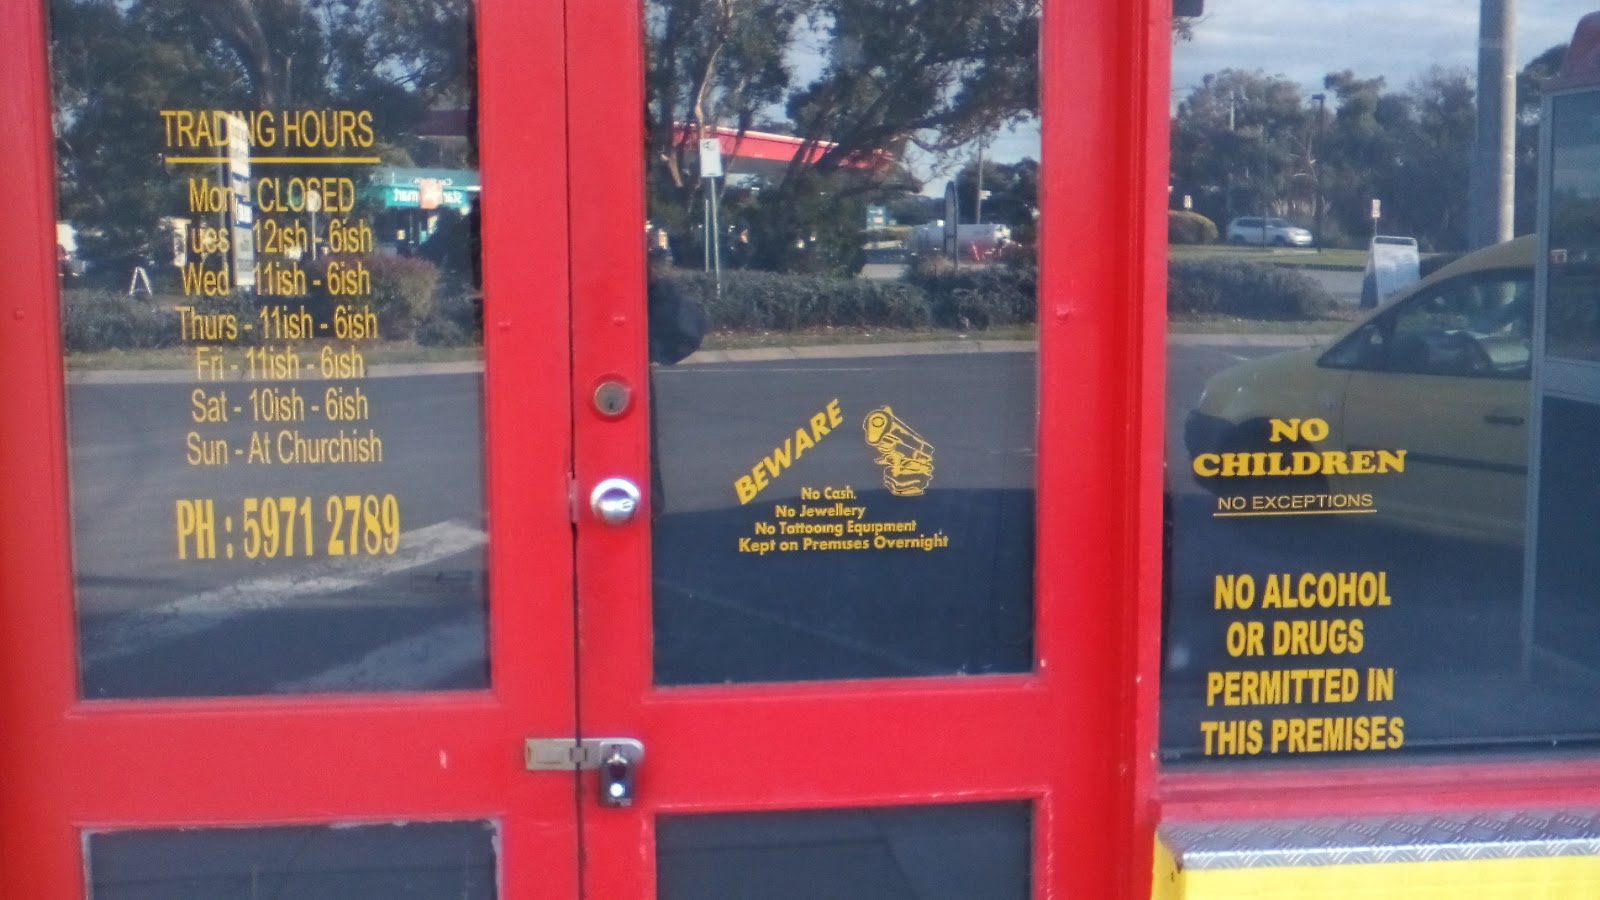 TRADING HOURS
Mon - CLOSED
Tues - 12ish - 6ish
Wed - 11ish - 6ish
Thurs - 11ish - 6ish
Fri - 11ish - 6ish
Sat - 10ish - 6ish
Sun - At Churchish
PH : 5971 2789
BEWARE
No Cash,
No Jewellery
No Tattooing Equipment
Kept on Premises Overnight
NO
CHILDREN
NO EXCEPTIONS
NO ALCOHOL
OR DRUGS
PERMITTED IN
THIS PREMISES